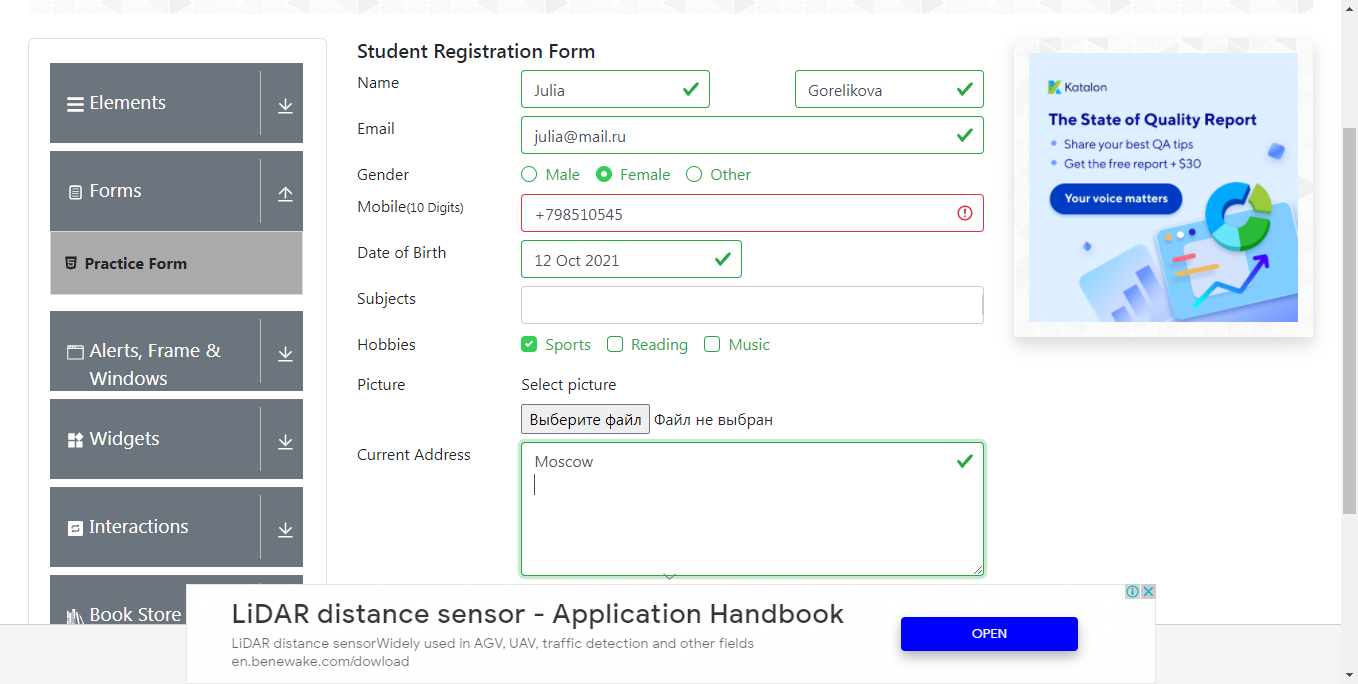 Elements
Forms
Practice Form
Alerts, Frame &
Windows
Widgets
Interactions
Book Store
Student Registration Form
Name Julia Gorelikova
Email julia@mail.ru
Gender Male Female Other
Mobile(10 Digits) +798510545
Date of Birth 12 Oct 2021
Subjects
Hobbies Sports Reading Music
Picture Select picture
Выберите файл Файл не выбран
Current Address Moscow
Katalon
The State of Quality Report
Share your best QA tips
Get the free report + $30
Your voice matters
LiDAR distance sensor - Application Handbook
LiDAR distance sensorWidely used in AGV, UAV, traffic detection and other fields
en.benewake.com/dowload
OPEN